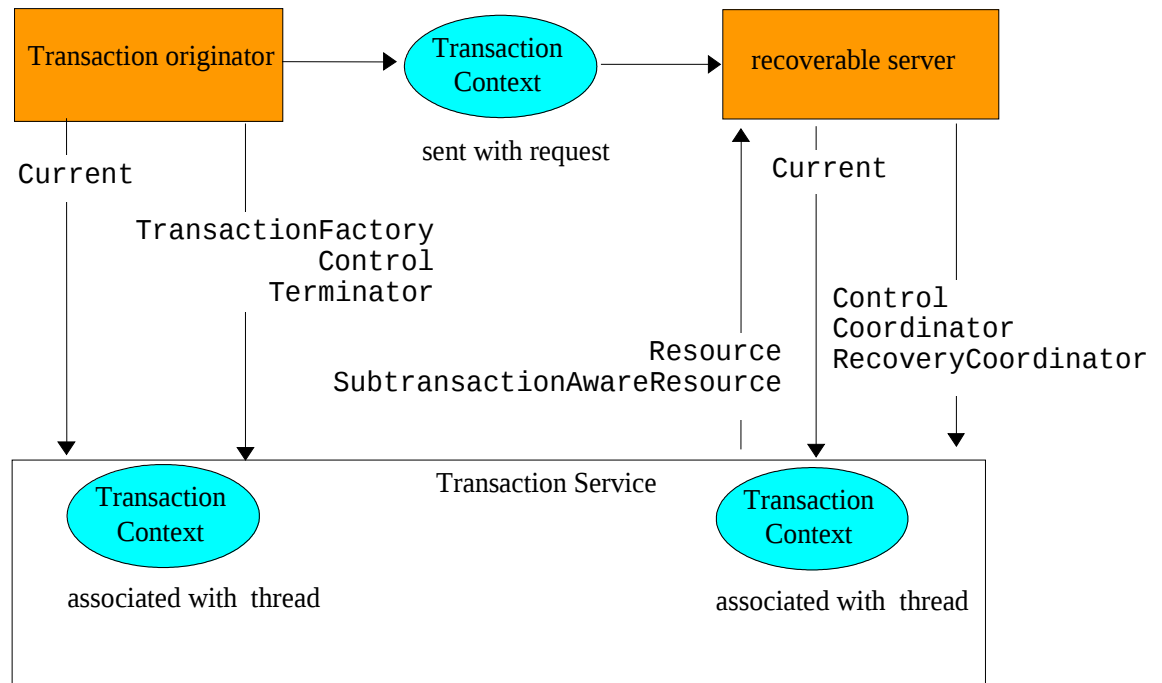 Transaction originator
Transaction
Context
recoverable server
sent with request
Current
Current
TransactionFactory
Control
Terminator
Control
Coordinator
RecoveryCoordinator
Resource
SubtransactionAwareResource
Transaction Service
Transaction
Context
Transaction
Context
associated with  thread
associated with  thread